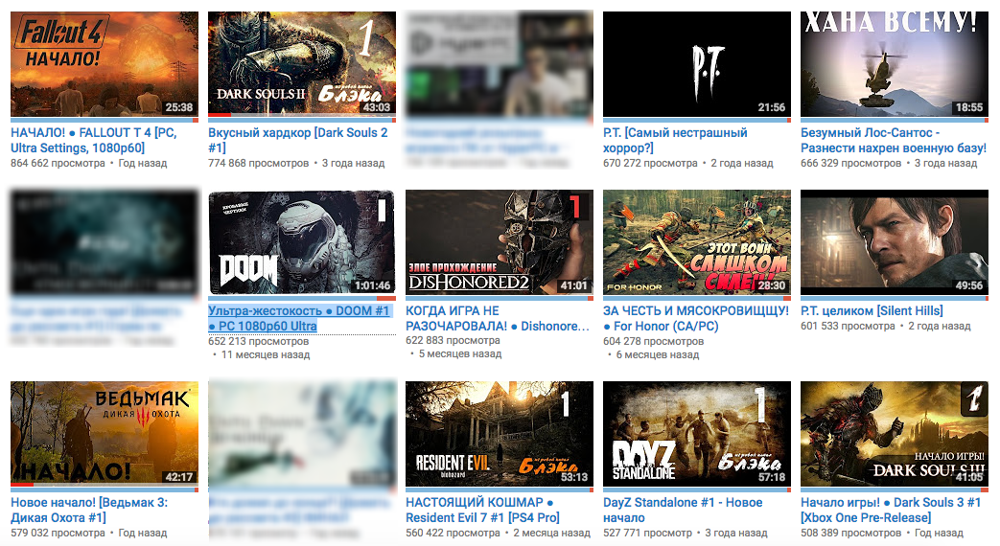 Fallout 4
НАЧАЛО!
25:38
НАЧАЛО! ● FALLOUT T 4 [PC,
Ultra Settings, 1080p60]
864 662 просмотра • Год назад
1
DARK SOULS II
игровой канал
Блэка
43:03
Вкусный хардкор [Dark Souls 2
#1]
774 868 просмотров • 3 года назад
P.T.
21:56
P.T. [Самый нестрашный
хоррор?]
670 272 просмотра • 2 года назад
ХАНА ВСЕМУ!
18:55
Безумный Лос-Сантос -
Разнести нахрен военную базу!
666 329 просмотров • 3 года назад
КРОВАВЫЕ
ЧЕРТОГИ
1
DOOM
1:01:46
Ультра-жестокость ● DOOM #1
● PC 1080p60 Ultra
652 213 просмотров
• 11 месяцев назад
1
ЗЛОЕ ПРОХОЖДЕНИЕ
DISHONORED 2
41:01
КОГДА ИГРА НЕ
РАЗОЧАРОВАЛА! ● Dishonore...
622 883 просмотра
• 5 месяцев назад
ЭТОТ ВОИН
СЛИШКОМ
СИЛЕН!
FOR HONOR
28:30
ЗА ЧЕСТЬ И МЯСОКРОВИЩЩУ!
● For Honor (CA/PC)
604 278 просмотров
• 6 месяцев назад
49:56
P.T. целиком [Silent Hills]
601 533 просмотра • 2 года назад
ВЕДЬМАК
ДИКАЯ ОХОТА
НАЧАЛО!
42:17
Новое начало! [Ведьмак 3:
Дикая Охота #1]
579 032 просмотра • Год назад
1
RESIDENT EVIL
biohazard
игровой канал
Блэка
53:13
НАСТОЯЩИЙ КОШМАР ●
Resident Evil 7 #1 [PS4 Pro]
560 422 просмотра • 2 месяца назад
1
DAYZ
STANDALONE
игровой канал
Блэка
57:18
DayZ Standalone #1 - Новое
начало
527 771 просмотр • 3 года назад
1
НАЧАЛО ИГРЫ!
DARK SOULS III
41:05
Начало игры! ● Dark Souls 3 #1
[Xbox One Pre-Release]
508 389 просмотров • Год назад